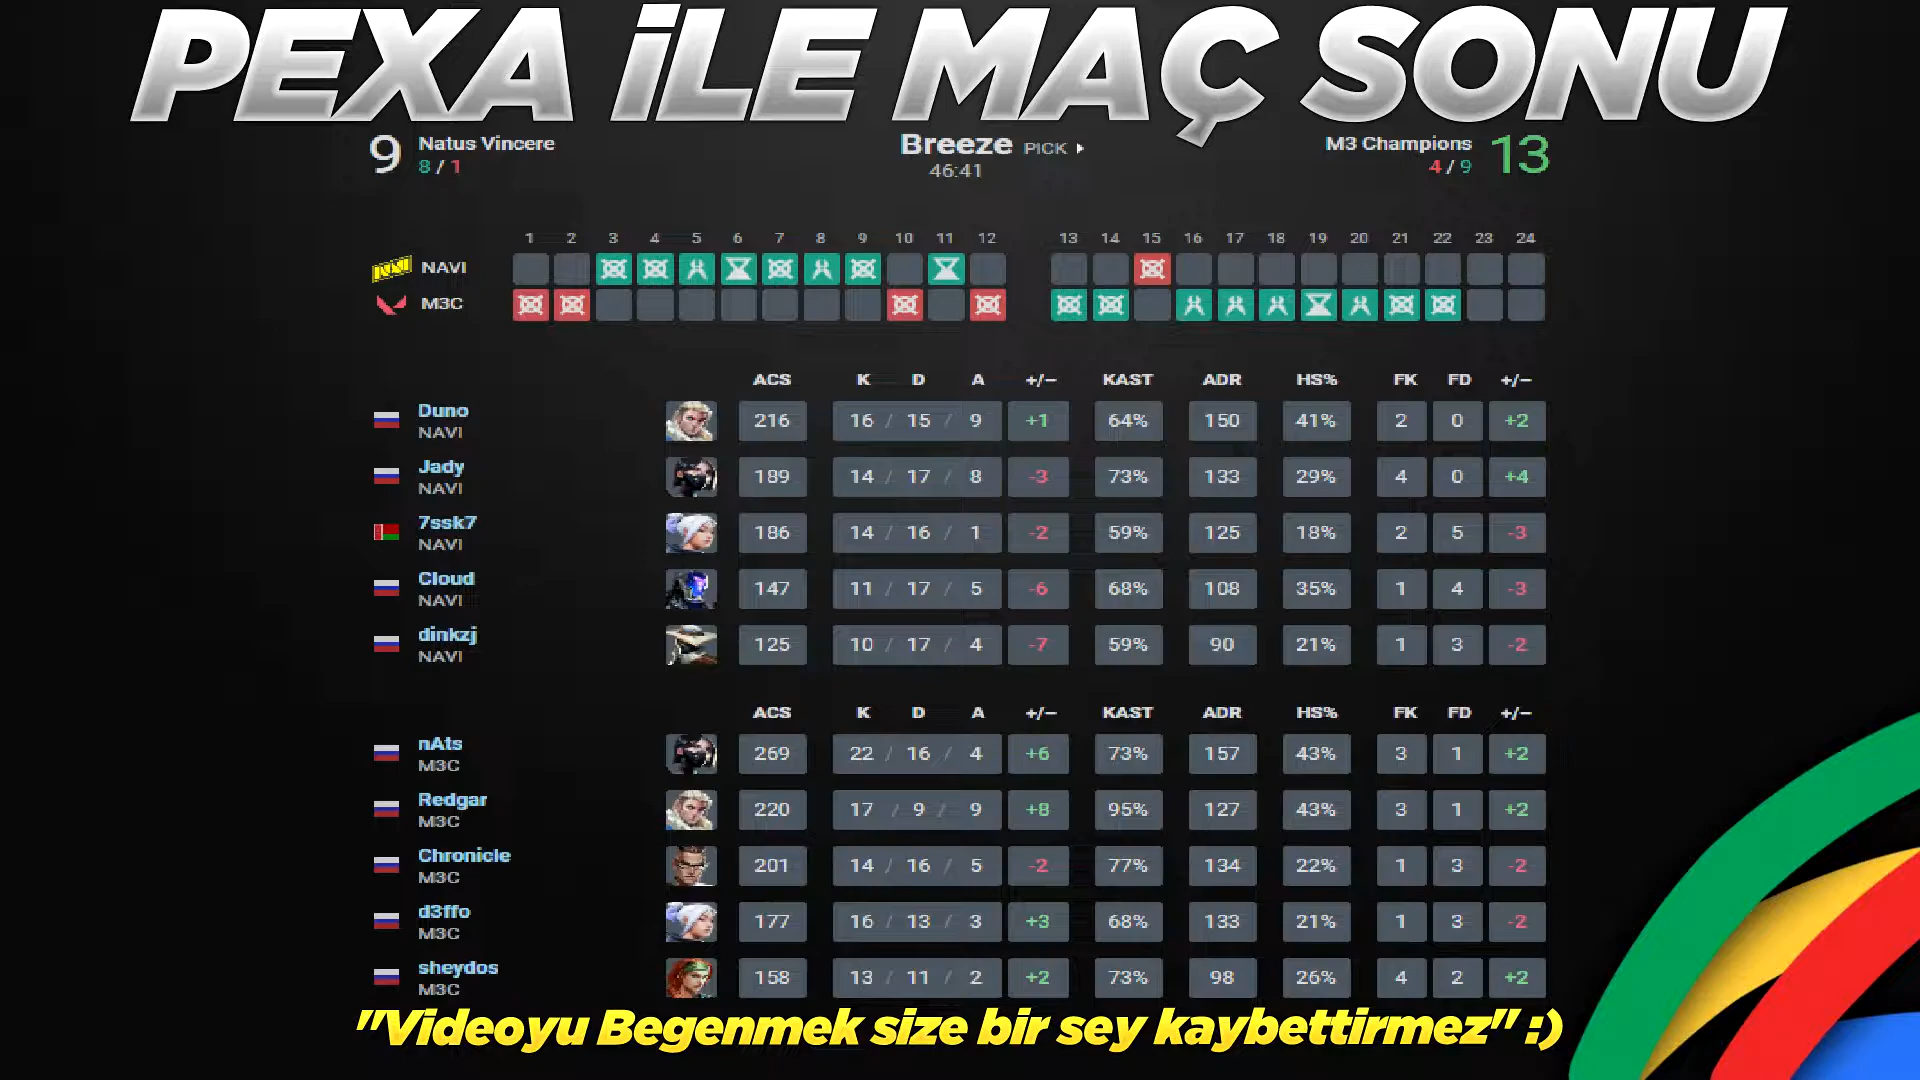 PEXA iLE MAÇ SONU
9 Natus Vincere Breeze PICK M3 Champions 13
8 / 1 46:41 4 / 9
1 2 3 4 5 6 7 8 9 10 11 12 13 14 15 16 17 18 19 20 21 22 23 24
NAVI
M3C
ACS K D A +/– KAST ADR HS% FK FD +/–
Duno
NAVI
216 16 / 15 / 9 +1 64% 150 41% 2 0 +2
Jady
NAVI
189 14 / 17 / 8 -3 73% 133 29% 4 0 +4
7ssk7
NAVI
186 14 / 16 / 1 -2 59% 125 18% 2 5 -3
Cloud
NAVI
147 11 / 17 / 5 -6 68% 108 35% 1 4 -3
dinkzj
NAVI
125 10 / 17 / 4 -7 59% 90 21% 1 3 -2
ACS K D A +/– KAST ADR HS% FK FD +/–
nAts
M3C
269 22 / 16 / 4 +6 73% 157 43% 3 1 +2
Redgar
M3C
220 17 / 9 / 9 +8 95% 127 43% 3 1 +2
Chronicle
M3C
201 14 / 16 / 5 -2 77% 134 22% 1 3 -2
d3ffo
M3C
177 16 / 13 / 3 +3 68% 133 21% 1 3 -2
sheydos
M3C
158 13 / 11 / 2 +2 73% 98 26% 4 2 +2
"Videoyu Begenmek size bir sey kaybettirmez" :)